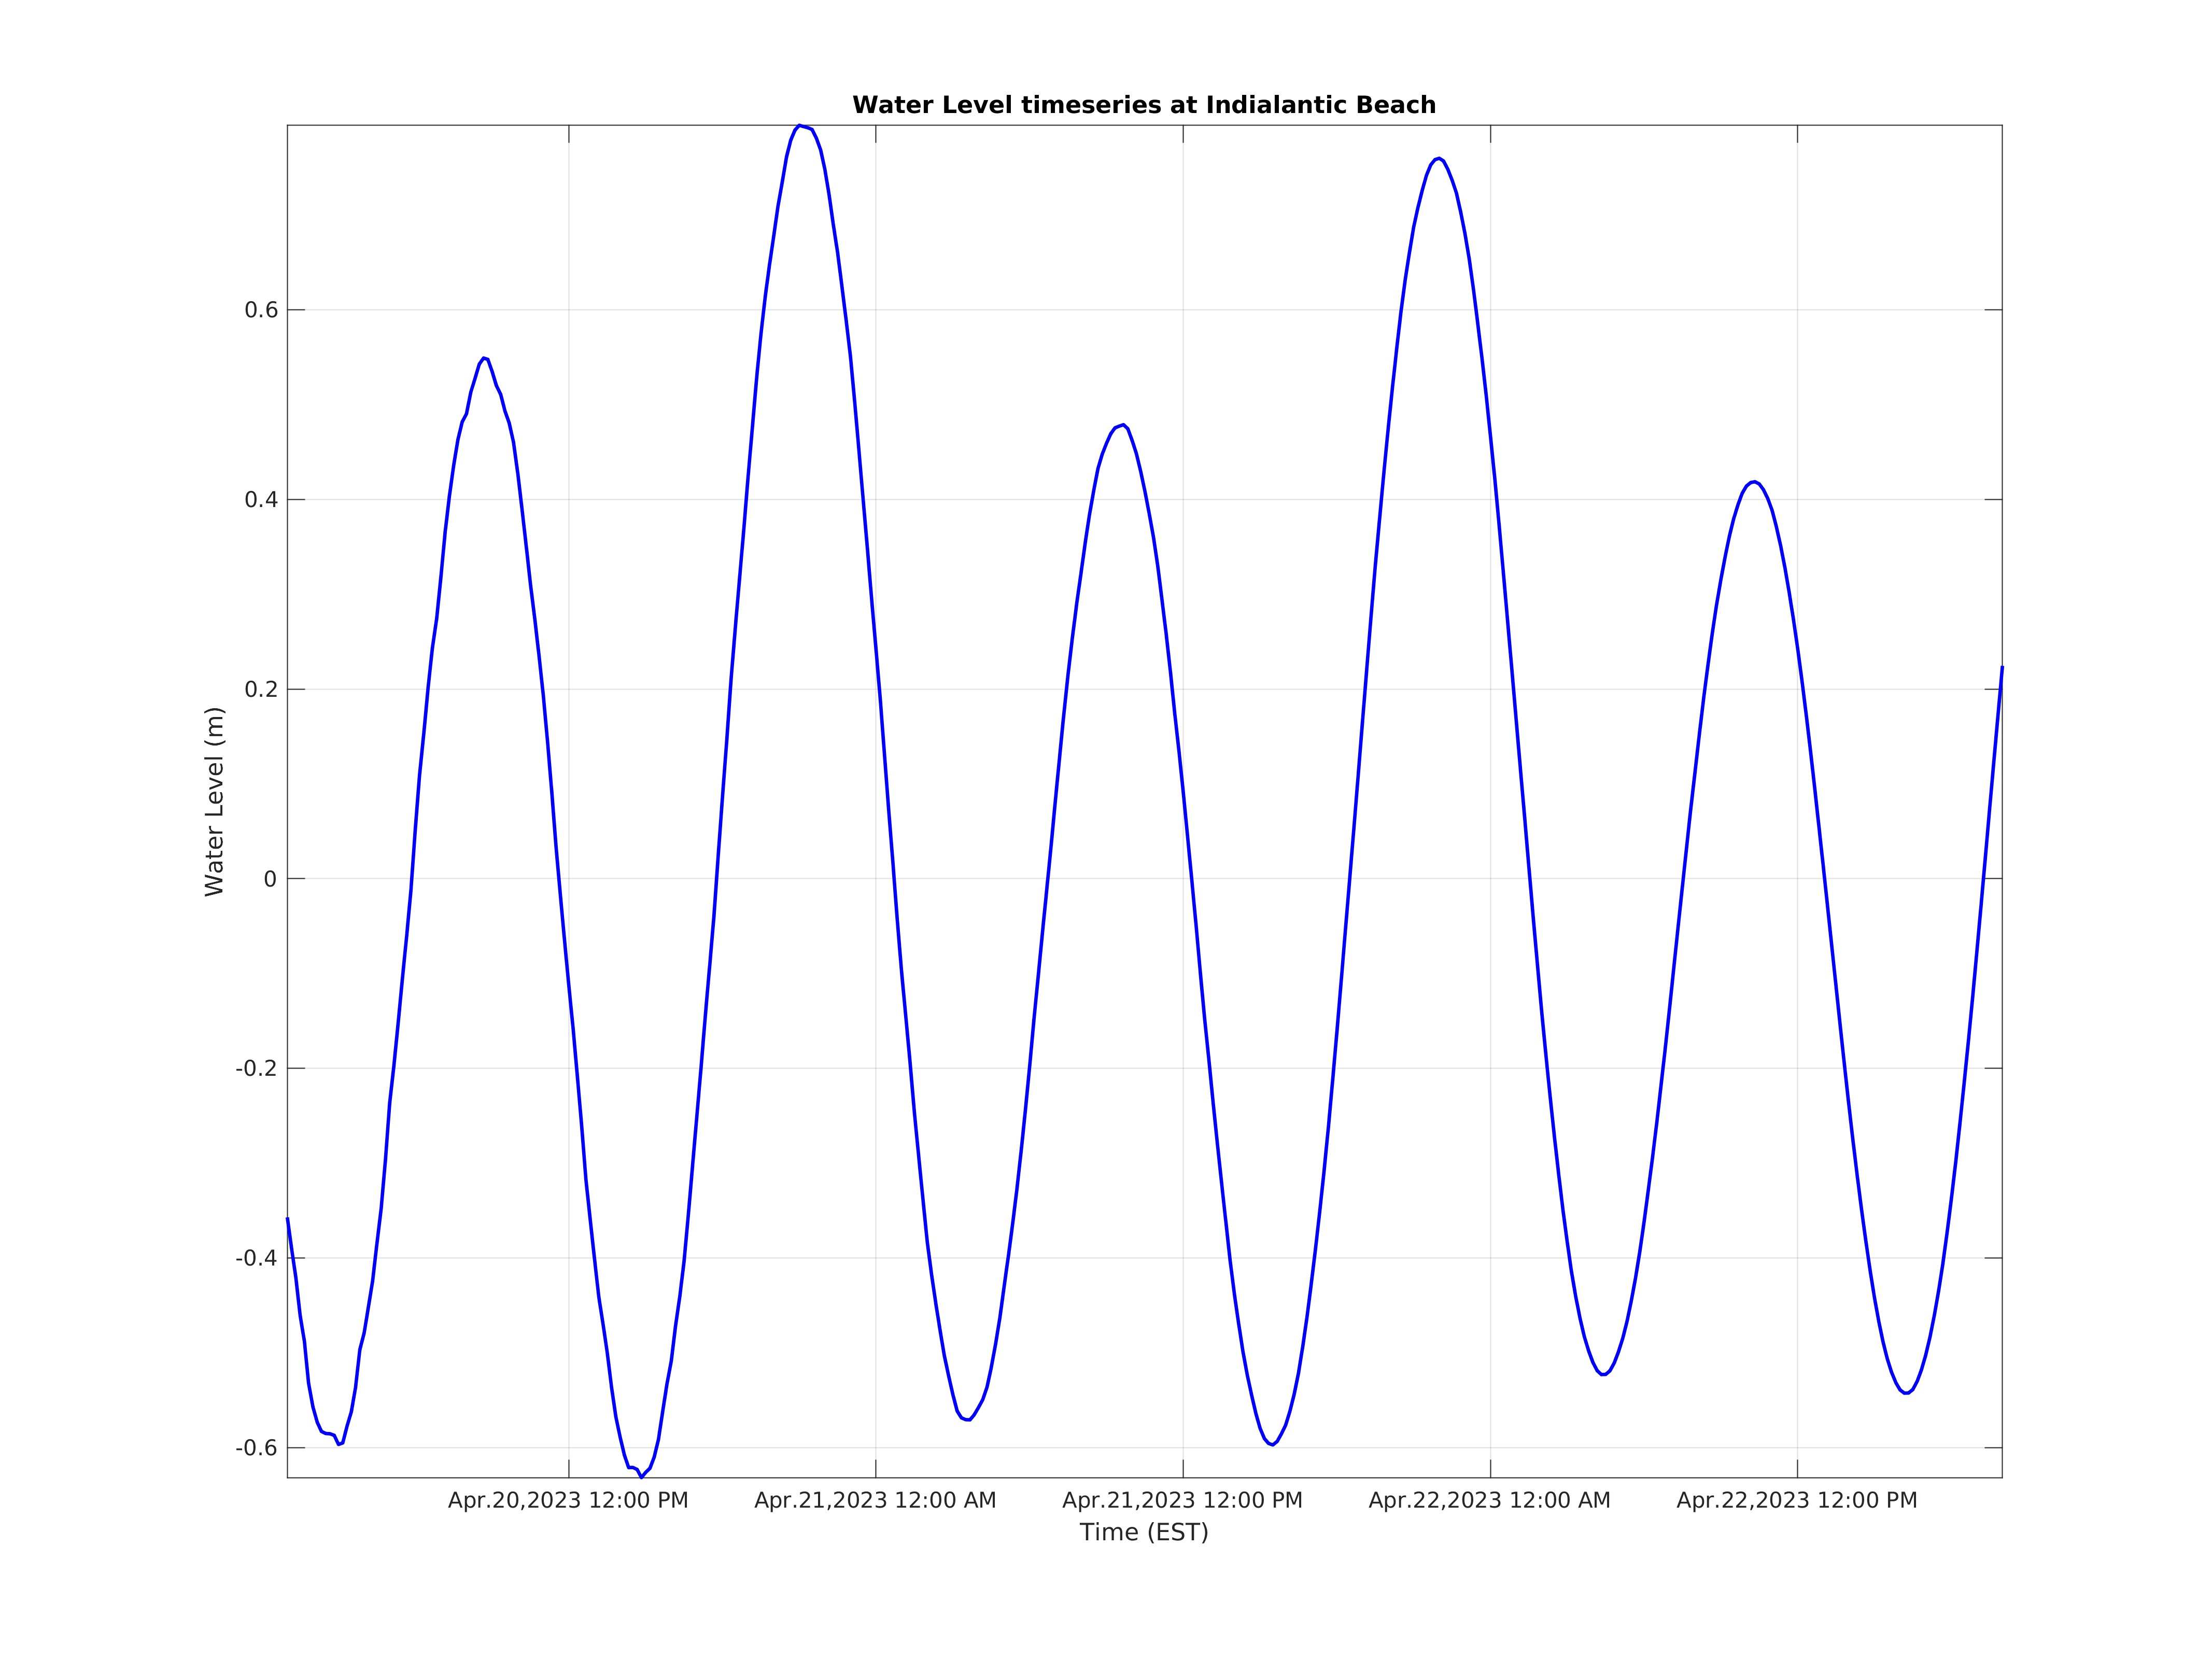 Water Level timeseries at Indialantic Beach
0.6
0.4
0.2
0
-0.2
-0.4
-0.6
Water Level (m)
Apr.20,2023 12:00 PM
Apr.21,2023 12:00 AM
Apr.21,2023 12:00 PM
Apr.22,2023 12:00 AM
Apr.22,2023 12:00 PM
Time (EST)